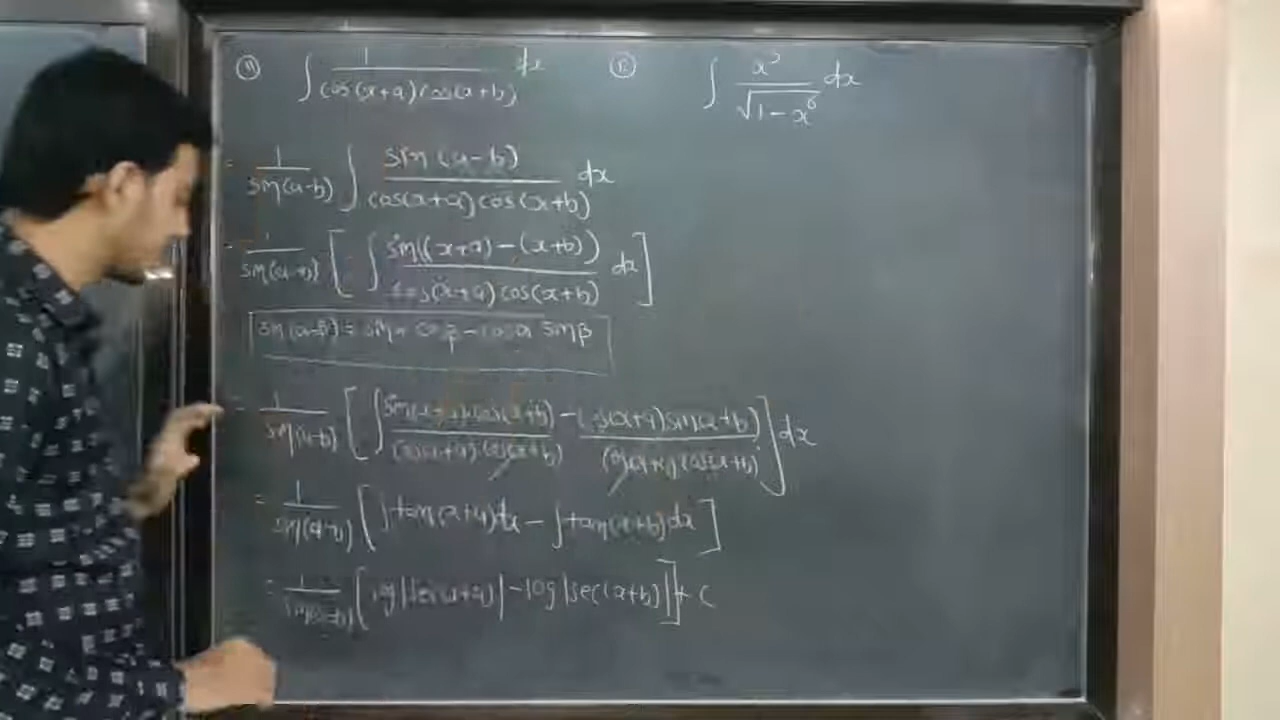 ⑪ ∫ 1/(cos(x+a) cos(x+b)) dx
= 1/sin(a-b) ∫ sin(a-b)/(cos(x+a) cos(x+b)) dx
= 1/sin(a-b) [ ∫ sin((x+a)-(x+b))/(cos(x+a) cos(x+b)) dx ]
sin(α-β) = sinα cosβ - cosα sinβ
= 1/sin(a-b) [ ∫ sin(x+a)cos(x+b)/(cos(x+a) cos(x+b)) - cos(x+a)sin(x+b)/(cos(x+a) cos(x+b)) ] dx
= 1/sin(a-b) [ ∫ tan(x+a)dx - ∫ tan(x+b)dx ]
= 1/sin(a-b) [ log|sec(x+a)| - log|sec(x+b)| ] + C
⑫ ∫ x²/√(1-x⁶) dx